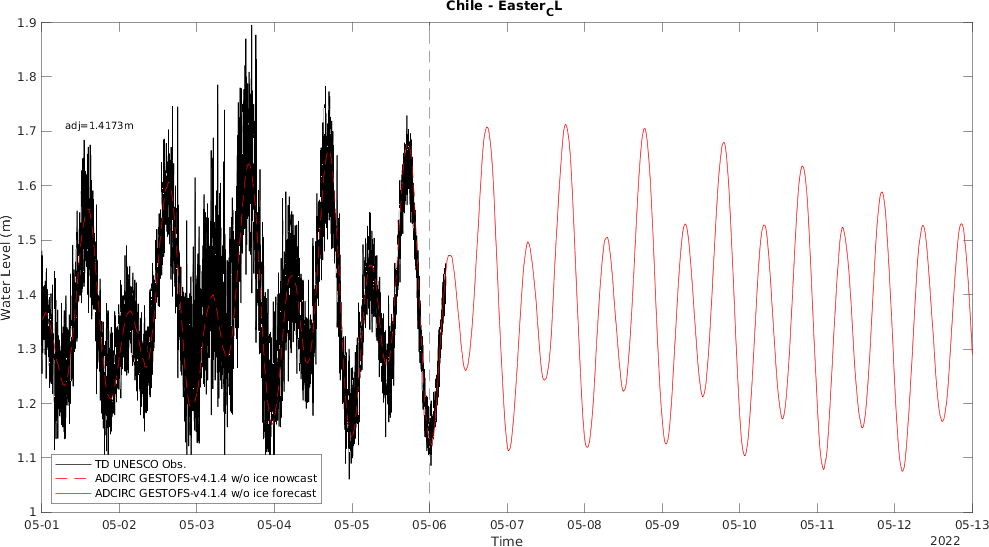 Chile - Easter_CL
1.9
1.8
1.7
1.6
1.5
1.4
1.3
1.2
1.1
1
Water Level (m)
adj=1.4173m
TD UNESCO Obs.
ADCIRC GESTOFS-v4.1.4 w/o ice nowcast
ADCIRC GESTOFS-v4.1.4 w/o ice forecast
05-01 05-02 05-03 05-04 05-05 05-06 05-07 05-08 05-09 05-10 05-11 05-12 05-13
Time
2022